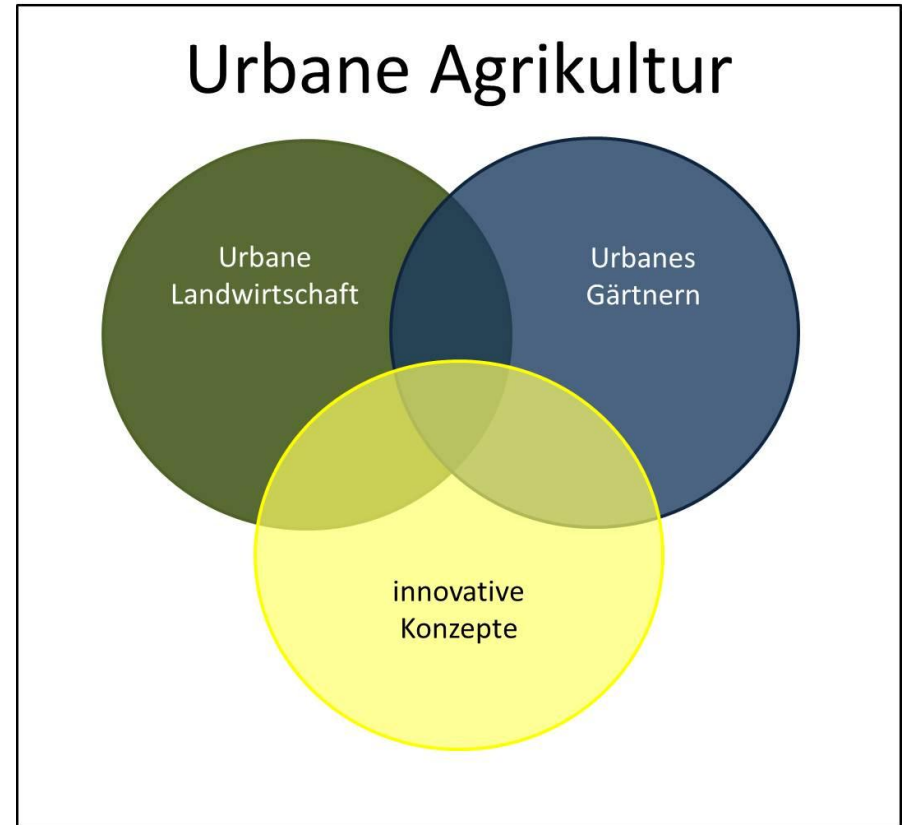 Urbane Agrikultur
Urbane
Landwirtschaft
Urbanes
Gärtnern
innovative
Konzepte